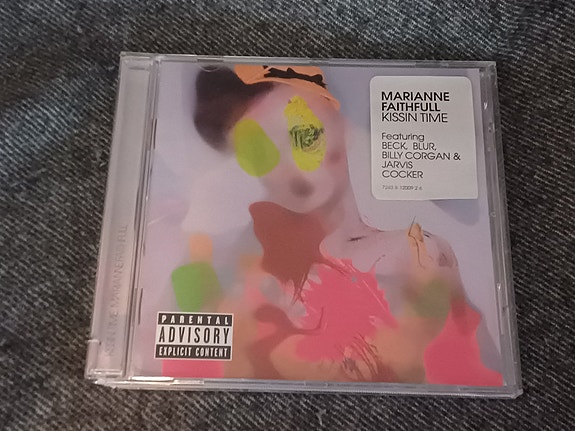 MARIANNE
FAITHFULL
KISSIN TIME
Featuring
BECK, BLUR,
BILLY CORGAN &
JARVIS
COCKER
PARENTAL
ADVISORY
EXPLICIT CONTENT